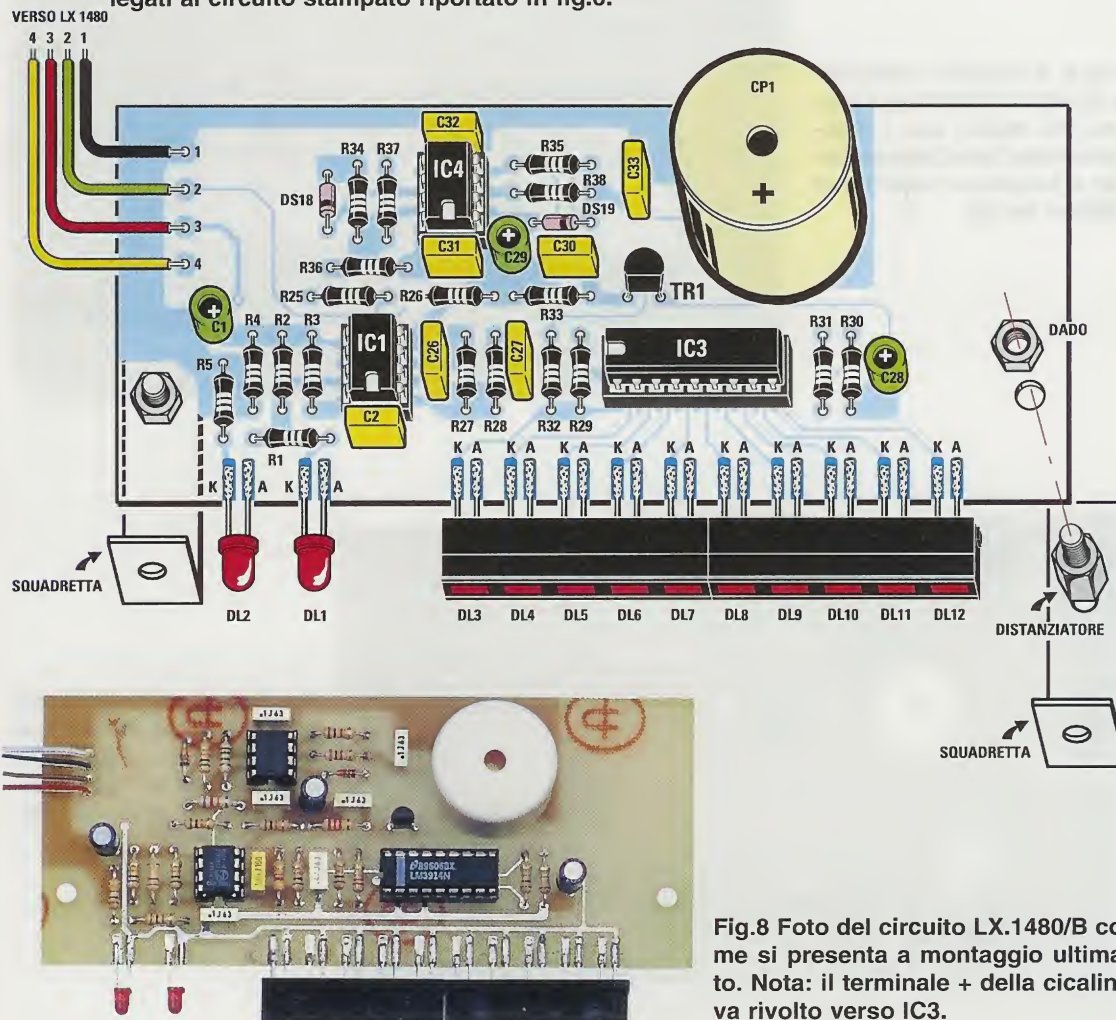 legati al circuito stampato riportato in fig.6.
VERSO LX 1480
4 3 2 1
CP1
C32
R34 R37
IC4
R35
C33
1
DS18
R38
2
DS19
3
C31
C29
C30
4
R36
TR1
R25
R26
R33
C1
R4 R2 R3
IC1
C26
C27
IC3
R31 R30
DADO
R5
C28
C2
R27 R28
R32 R29
R1
K A K A
K A K A K A K A K A K A K A K A K A K A
SQUADRETTA
DL2 DL1
DL3 DL4 DL5 DL6 DL7 DL8 DL9 DL10 DL11 DL12
DISTANZIATORE
SQUADRETTA
.1J63
.1J63
.1J63
LM3914N
.1J63
Fig.8 Foto del circuito LX.1480/B co
me si presenta a montaggio ultima
to. Nota: il terminale + della cicalin
va rivolto verso IC3.